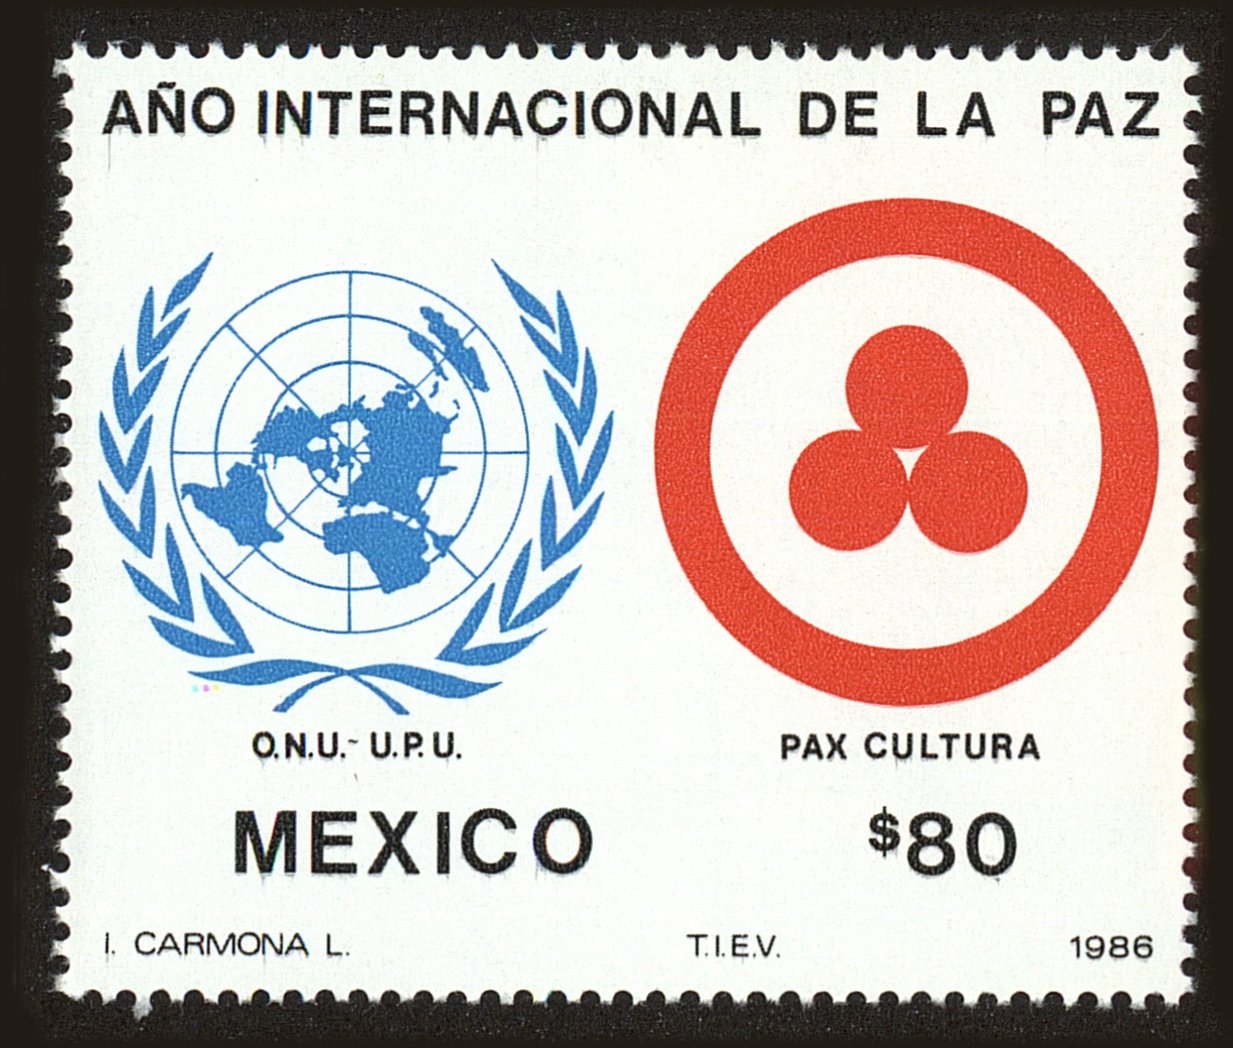 AÑO INTERNACIONAL DE LA PAZ
O.N.U.- U.P.U.
PAX CULTURA
MEXICO
$80
I. CARMONA L.
T.I.E.V.
1986